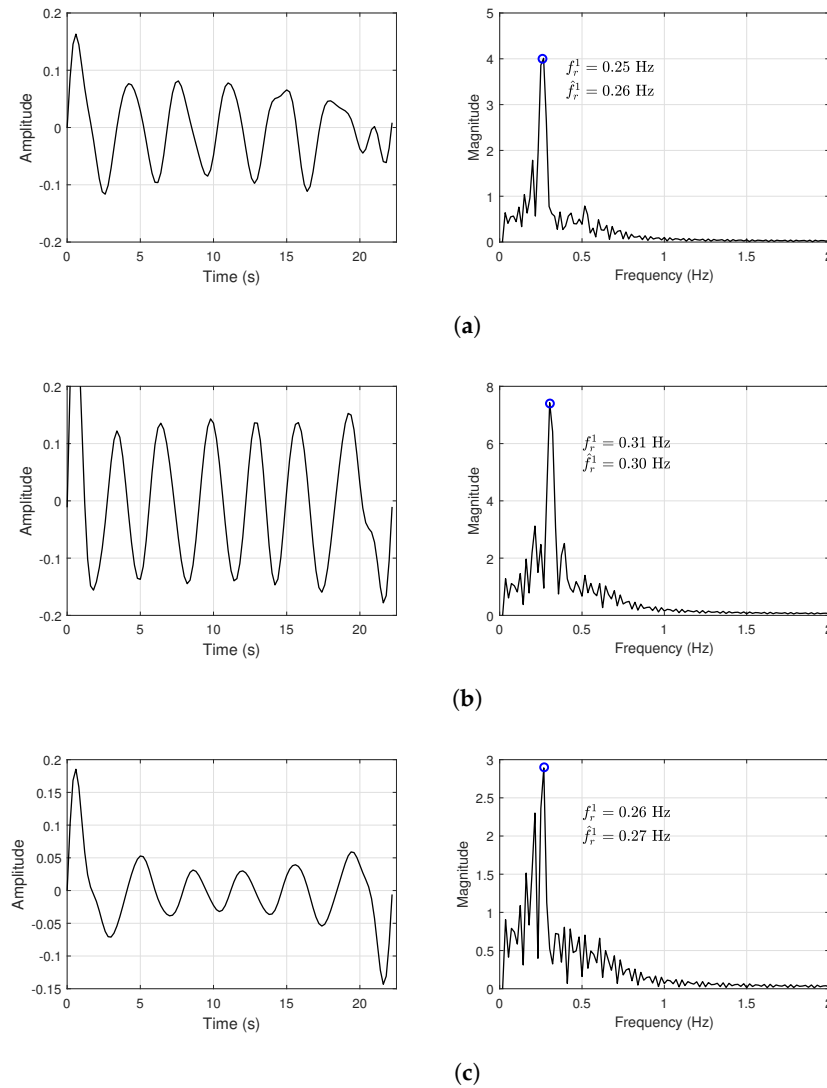 0.2
0.1
0
-0.1
-0.2
0 5 10 15 20
Amplitude
Time (s)
5
4
3
2
1
0
0 0.5 1 1.5 2
Magnitude
Frequency (Hz)
f_r^1 = 0.25 Hz
f̂_r^1 = 0.26 Hz
(a)
0.2
0.1
0
-0.1
-0.2
0 5 10 15 20
Amplitude
Time (s)
8
6
4
2
0
0 0.5 1 1.5 2
Magnitude
Frequency (Hz)
f_r^1 = 0.31 Hz
f̂_r^1 = 0.30 Hz
(b)
0.2
0.15
0.1
0.05
0
-0.05
-0.1
-0.15
0 5 10 15 20
Amplitude
Time (s)
3
2.5
2
1.5
1
0.5
0
0 0.5 1 1.5 2
Magnitude
Frequency (Hz)
f_r^1 = 0.26 Hz
f̂_r^1 = 0.27 Hz
(c)